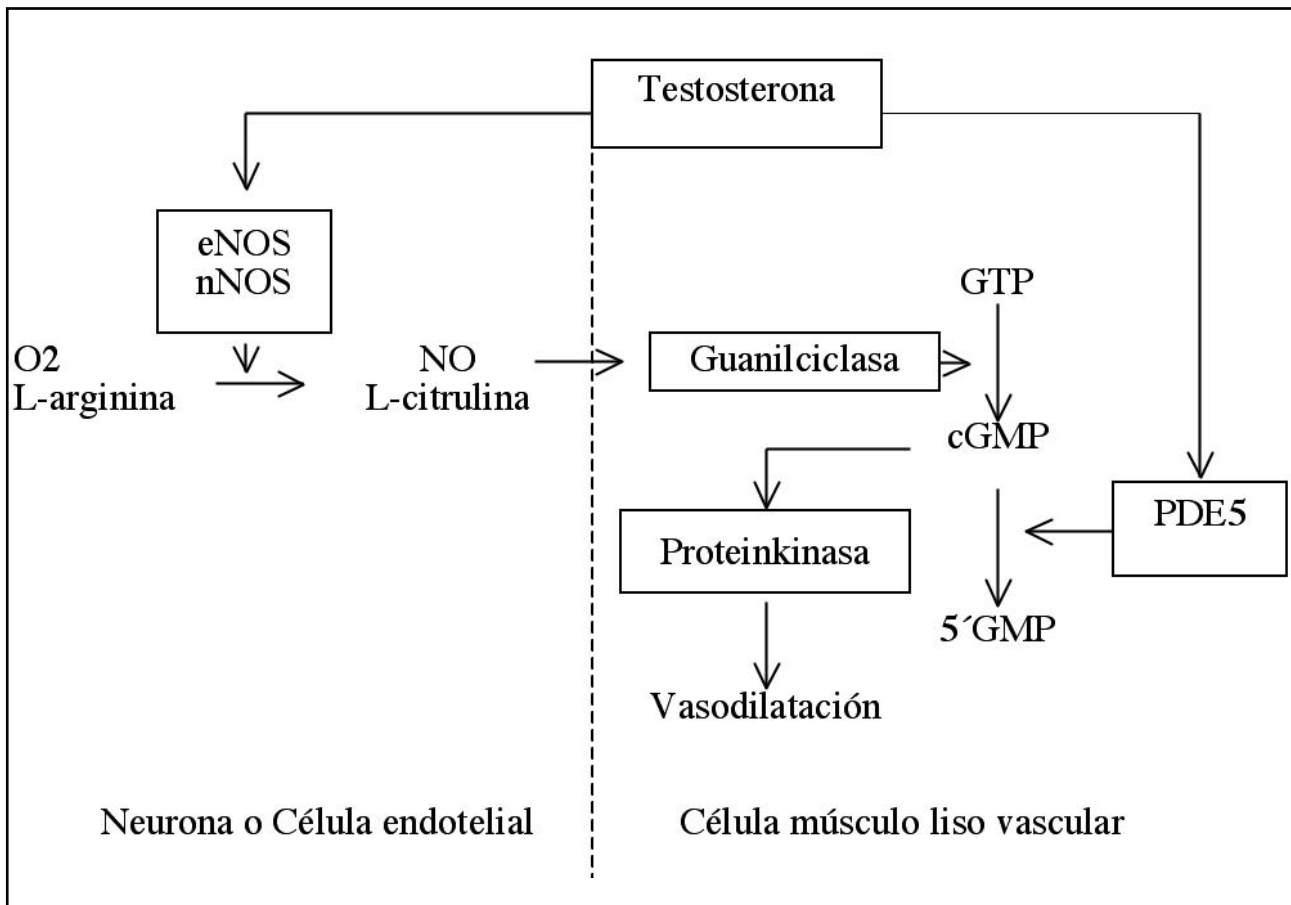 Testosterona
eNOS
nNOS
O2
L-arginina
NO
L-citrulina
Guanilciclasa
GTP
cGMP
Proteinkinasa
PDE5
5´GMP
Vasodilatación
Neurona o Célula endotelial
Célula músculo liso vascular